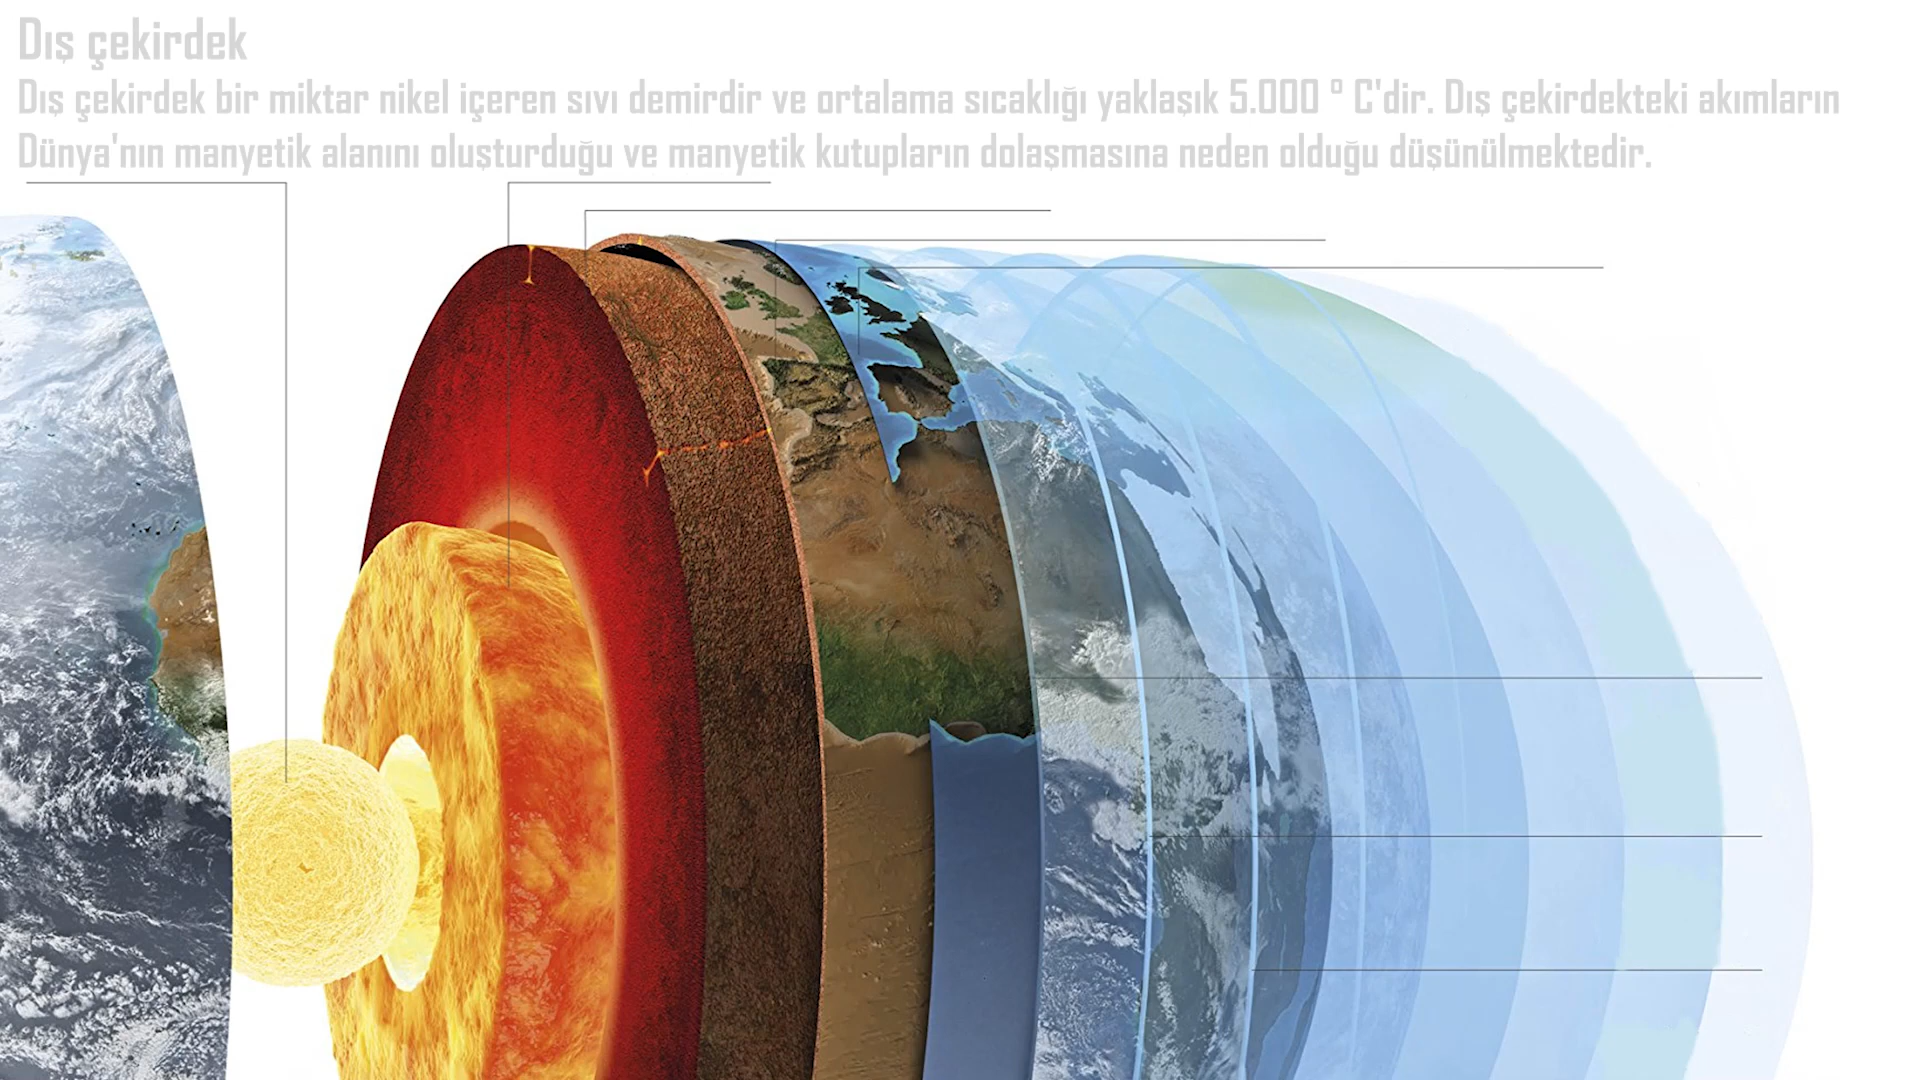 Dış çekirdek
Dış çekirdek bir miktar nikel içeren sıvı demirdir ve ortalama sıcaklığı yaklaşık 5.000 º C'dir. Dış çekirdekteki akımların
Dünya'nın manyetik alanını oluşturduğu ve manyetik kutupların dolaşmasına neden olduğu düşünülmektedir.